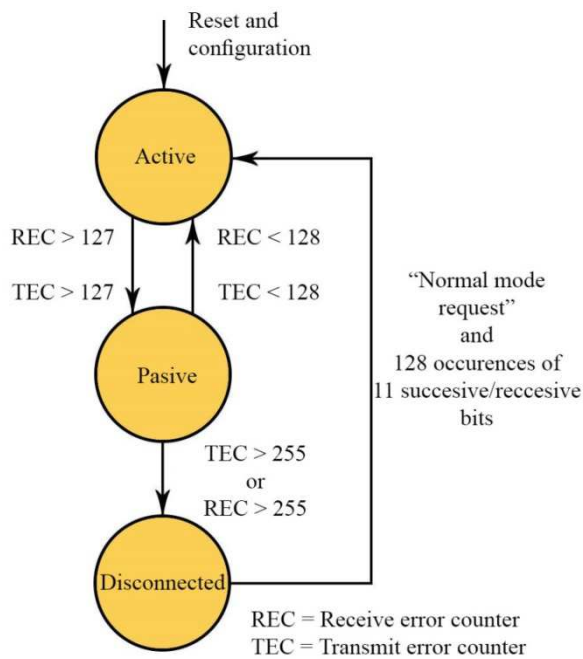 Reset and
configuration
Active
REC > 127
REC < 128
TEC > 127
TEC < 128
"Normal mode
request"
and
128 occurences of
11 succesive/reccesive
bits
Pasive
TEC > 255
or
REC > 255
Disconnected
REC = Receive error counter
TEC = Transmit error counter